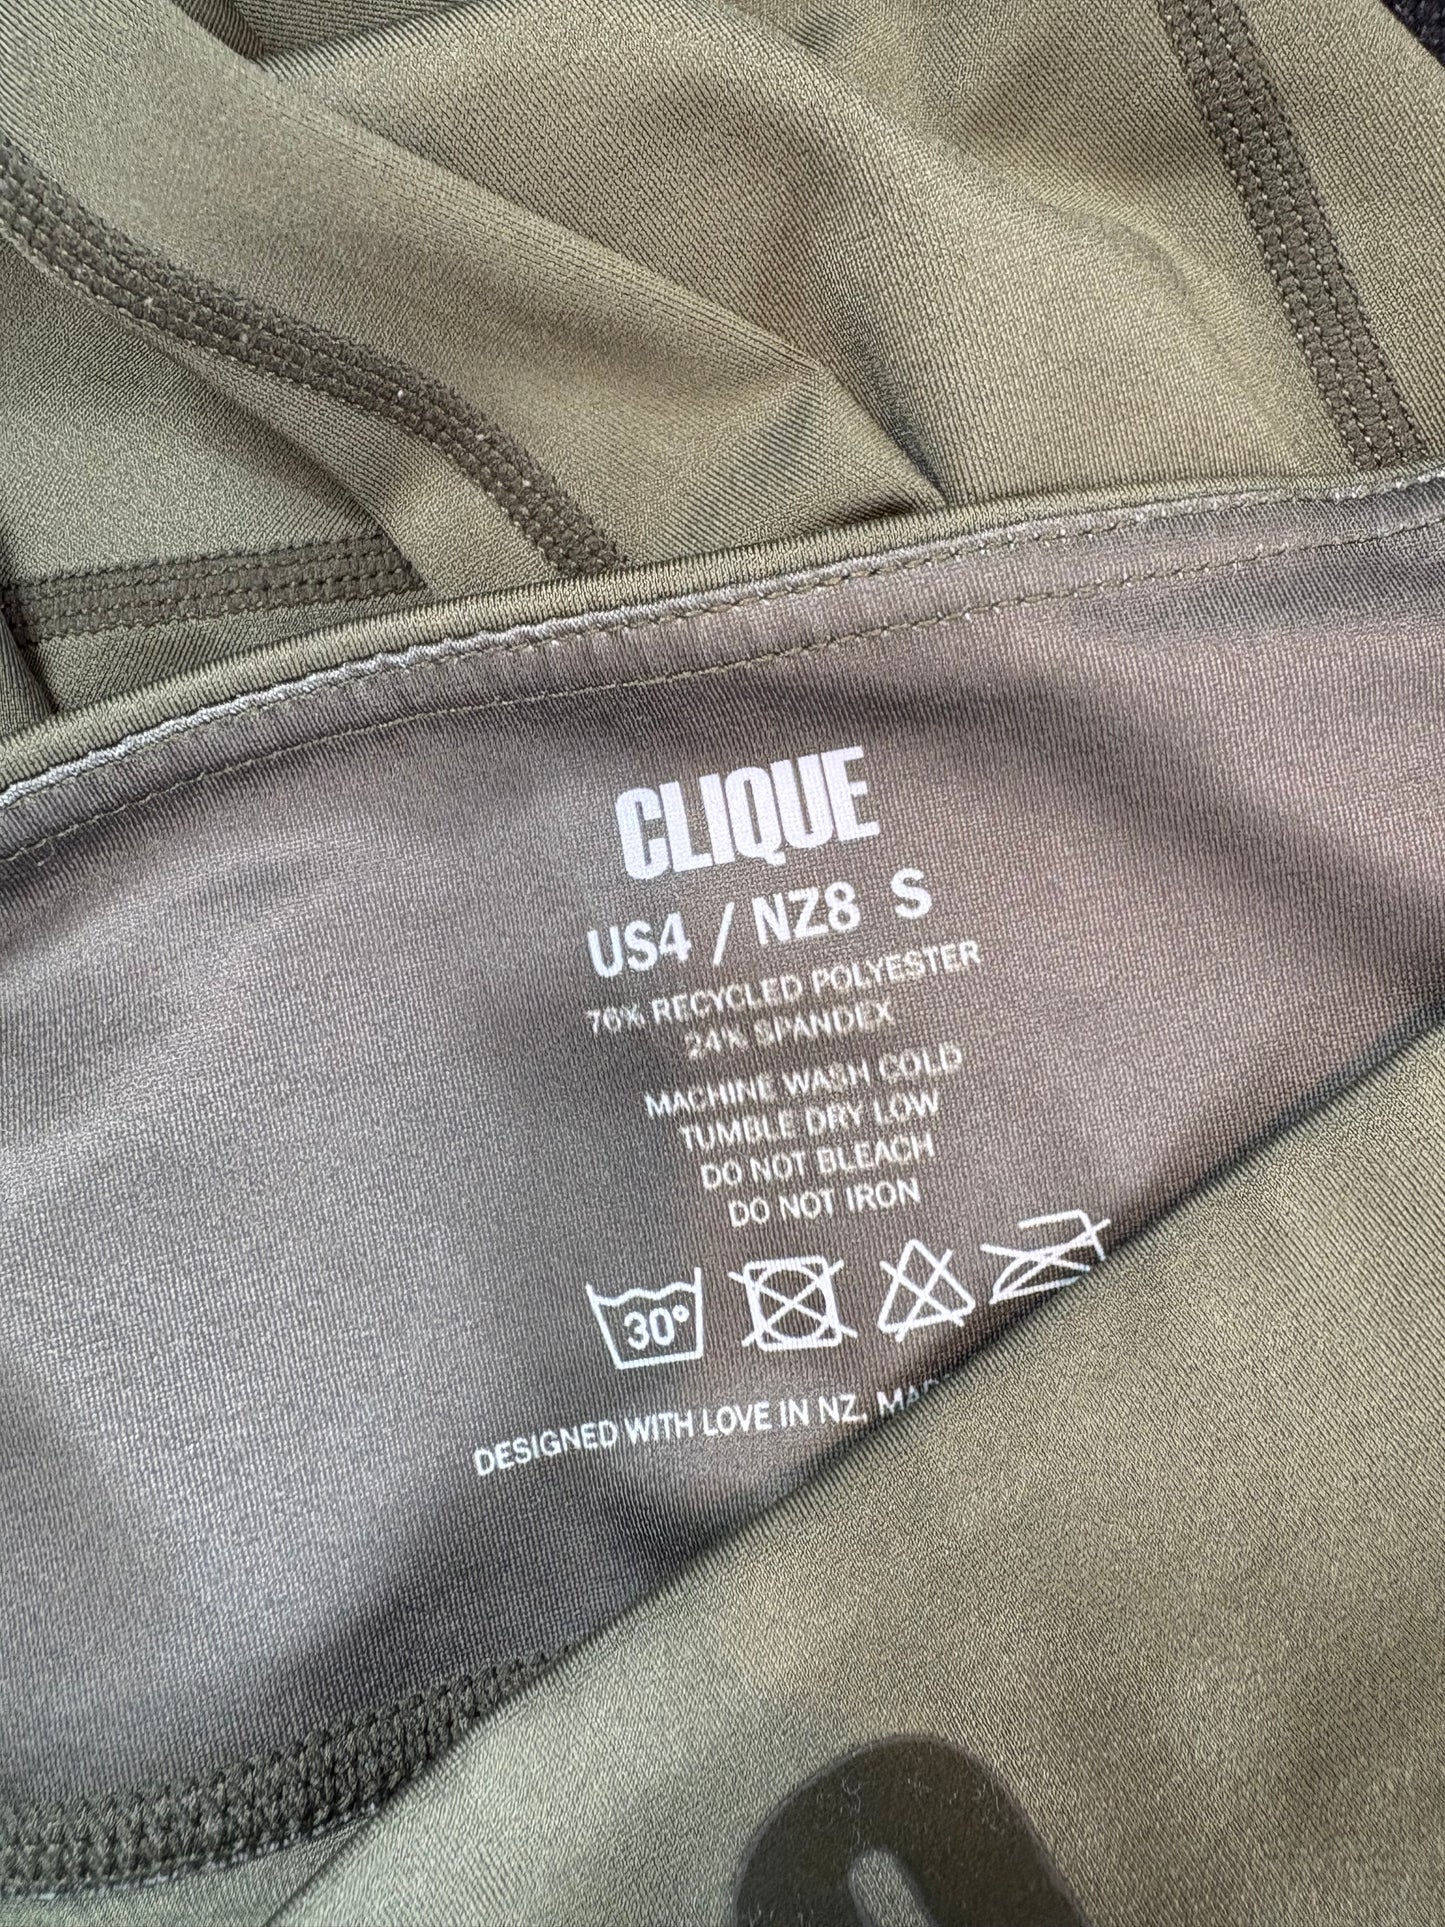 CLIQUE
US4 / NZ8 S
76% RECYCLED POLYESTER
24% SPANDEX
MACHINE WASH COLD
TUMBLE DRY LOW
DO NOT BLEACH
DO NOT IRON
30°
DESIGNED WITH LOVE IN NZ,